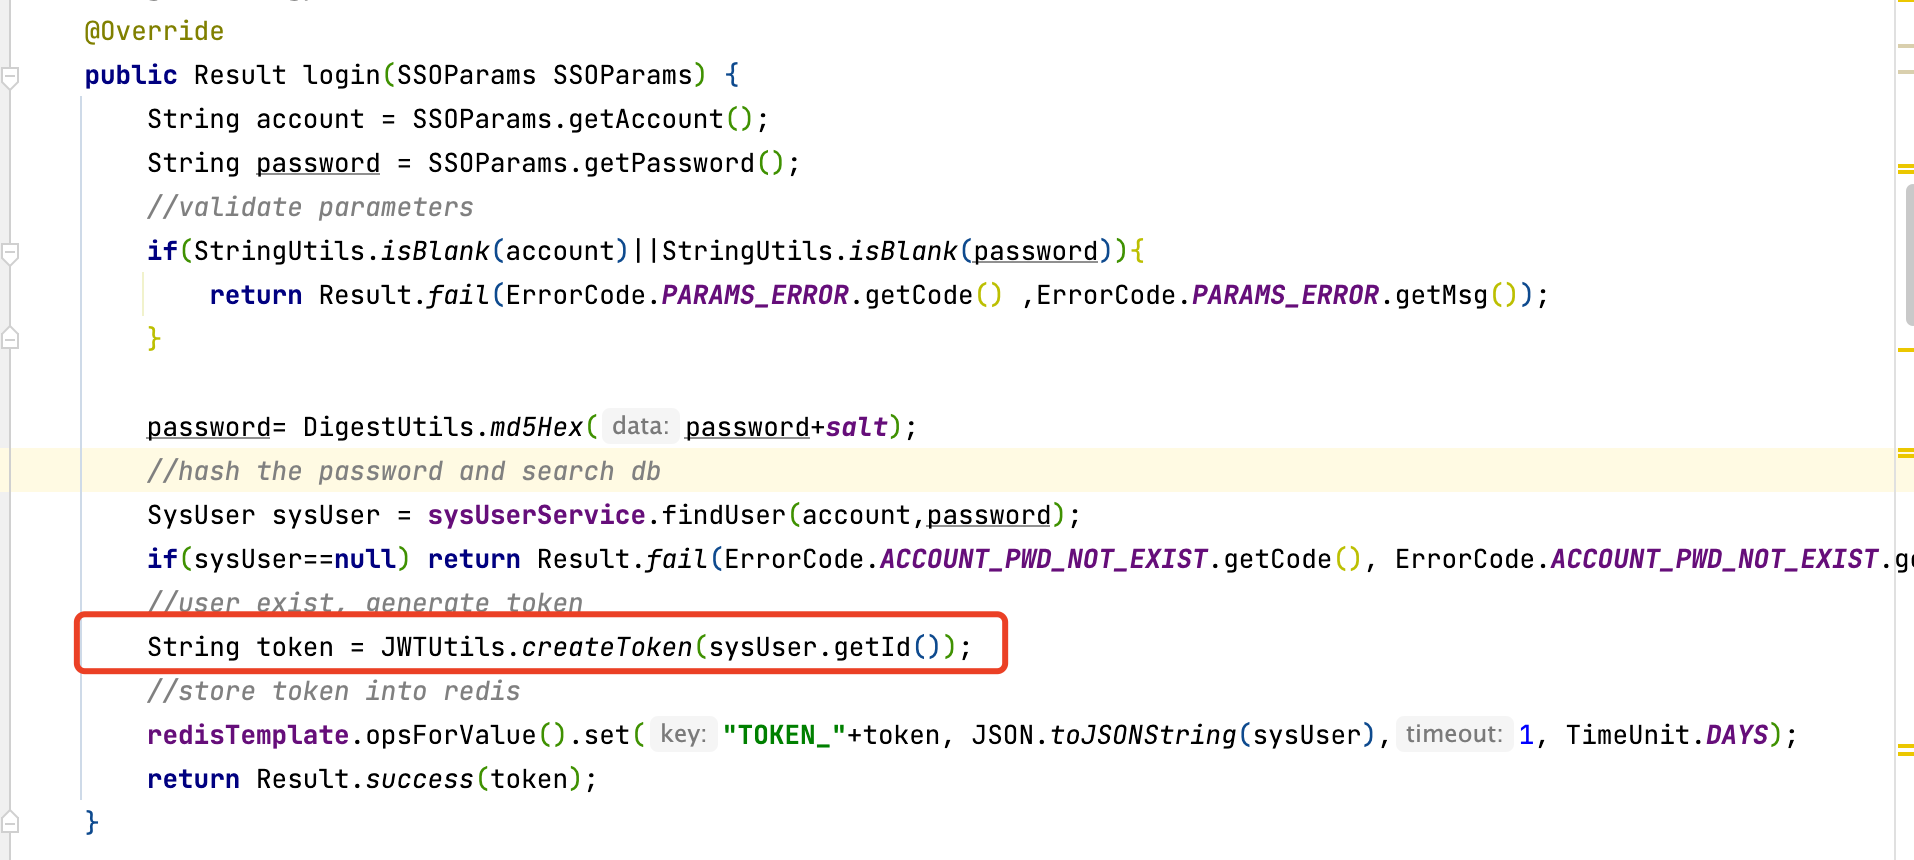 @Override
public Result login(SSOParams SSOParams) {
String account = SSOParams.getAccount();
String password = SSOParams.getPassword();
//validate parameters
if(StringUtils.isBlank(account)||StringUtils.isBlank(password)){
return Result.fail(ErrorCode.PARAMS_ERROR.getCode() ,ErrorCode.PARAMS_ERROR.getMsg());
}
password= DigestUtils.md5Hex( data: password+salt);
//hash the password and search db
SysUser sysUser = sysUserService.findUser(account,password);
if(sysUser==null) return Result.fail(ErrorCode.ACCOUNT_PWD_NOT_EXIST.getCode(), ErrorCode.ACCOUNT_PWD_NOT_EXIST.
//user exist, generate token
String token = JWTUtils.createToken(sysUser.getId());
//store token into redis
redisTemplate.opsForValue().set( key: "TOKEN_"+token, JSON.toJSONString(sysUser), timeout: 1, TimeUnit.DAYS);
return Result.success(token);
}